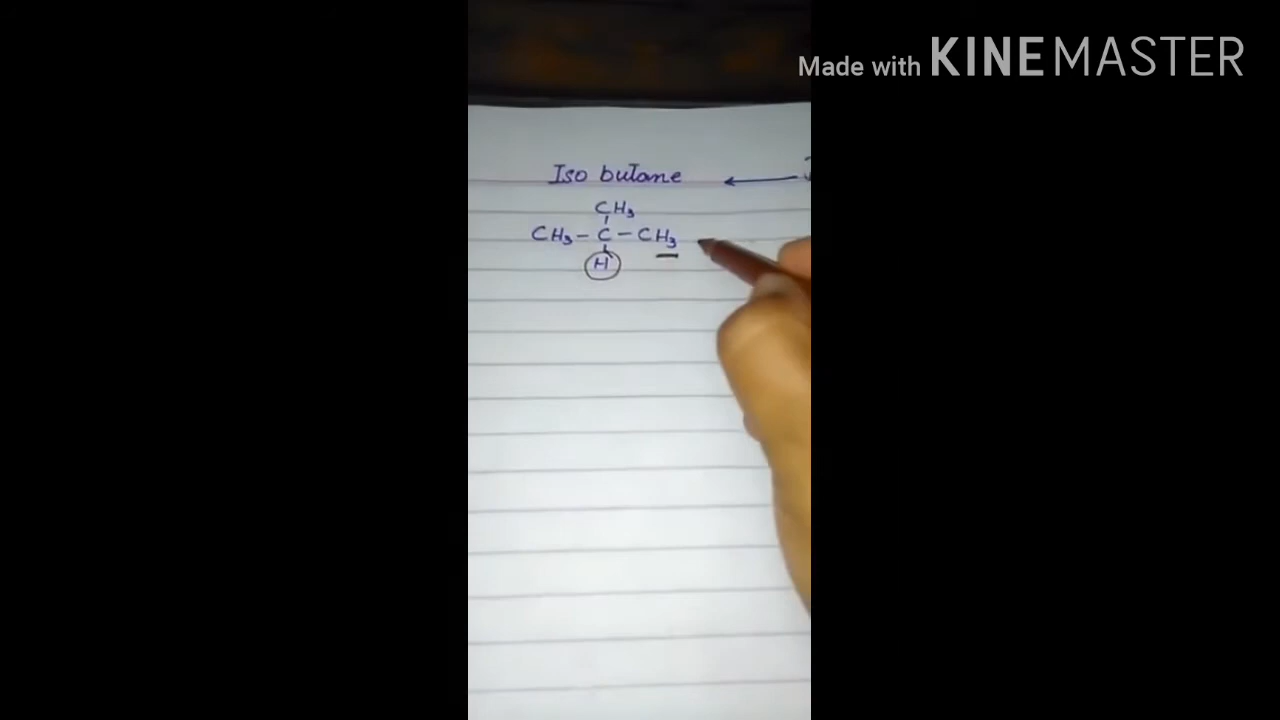 Made with KINEMASTER
Iso butane
CH₃
CH₃ – C – CH₃
H